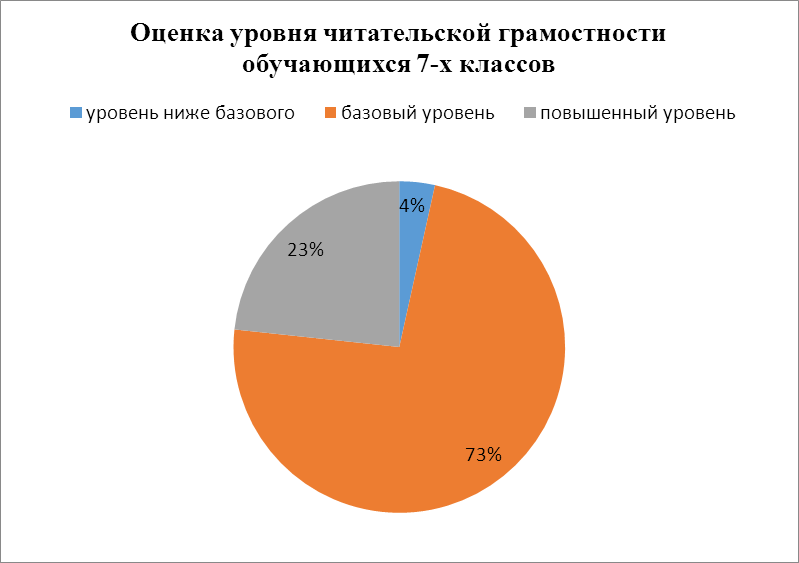 Оценка уровня читательской грамостности
обучающихся 7-х классов
уровень ниже базового базовый уровень повышенный уровень
4%
23%
73%